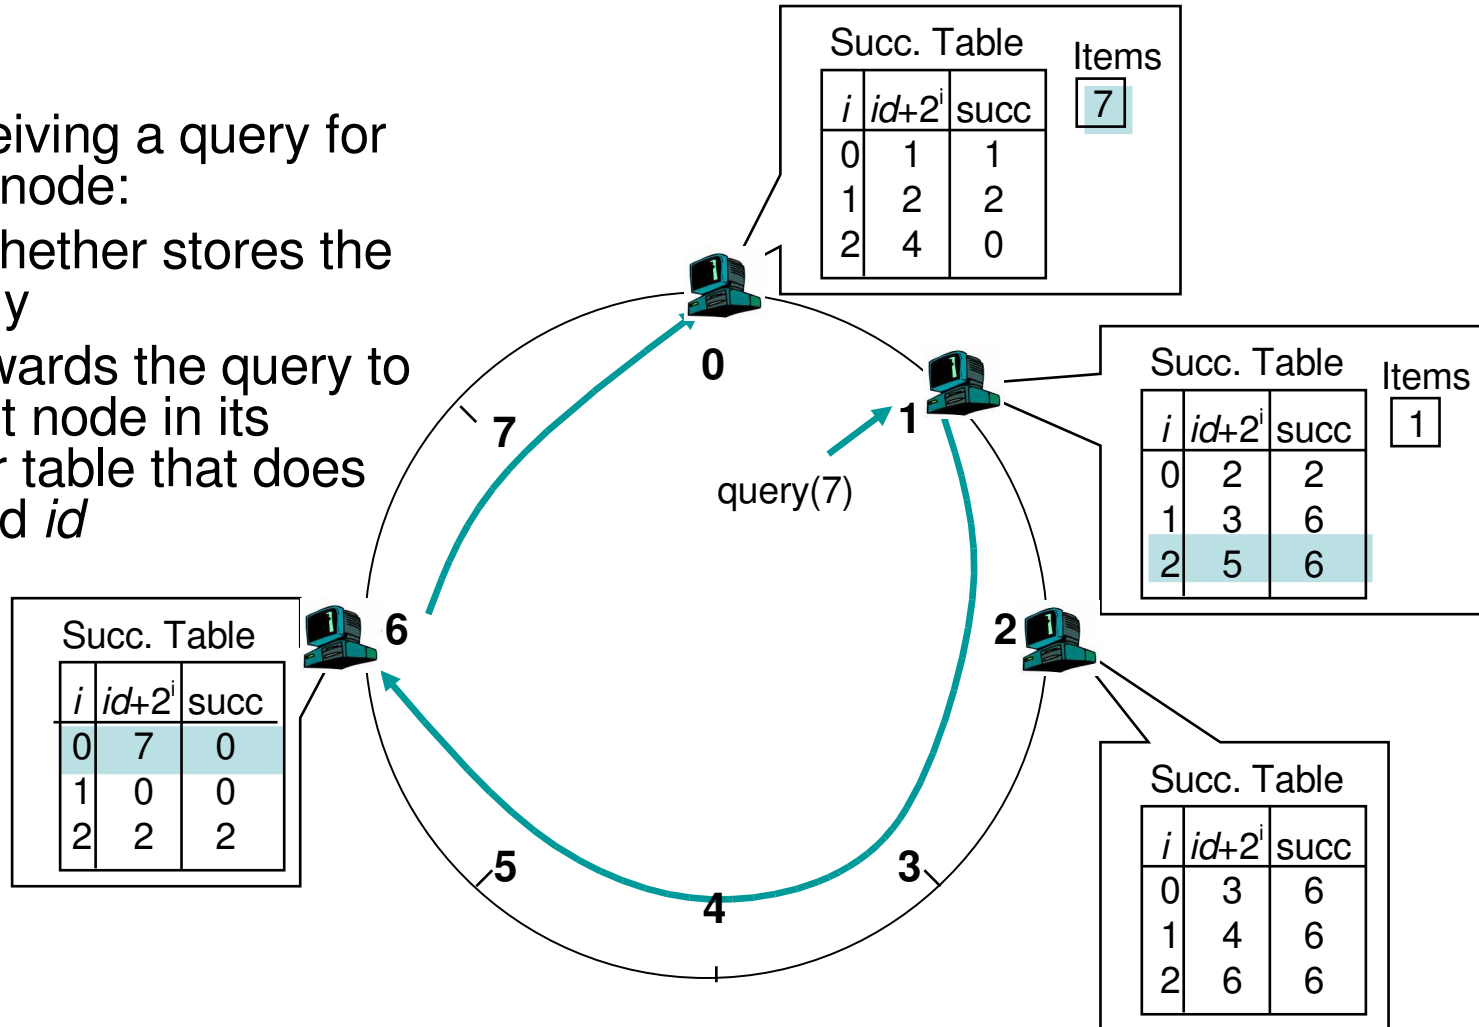 eiving a query for
node:
hether stores the
y
wards the query to
t node in its
r table that does
d id
Succ. Table
i id+2^i succ
0 1 1
1 2 2
2 4 0
Items
7
0
Succ. Table
i id+2^i succ
0 2 2
1 3 6
2 5 6
Items
1
1
query(7)
7
6
2
Succ. Table
i id+2^i succ
0 7 0
1 0 0
2 2 2
5
3
4
Succ. Table
i id+2^i succ
0 3 6
1 4 6
2 6 6